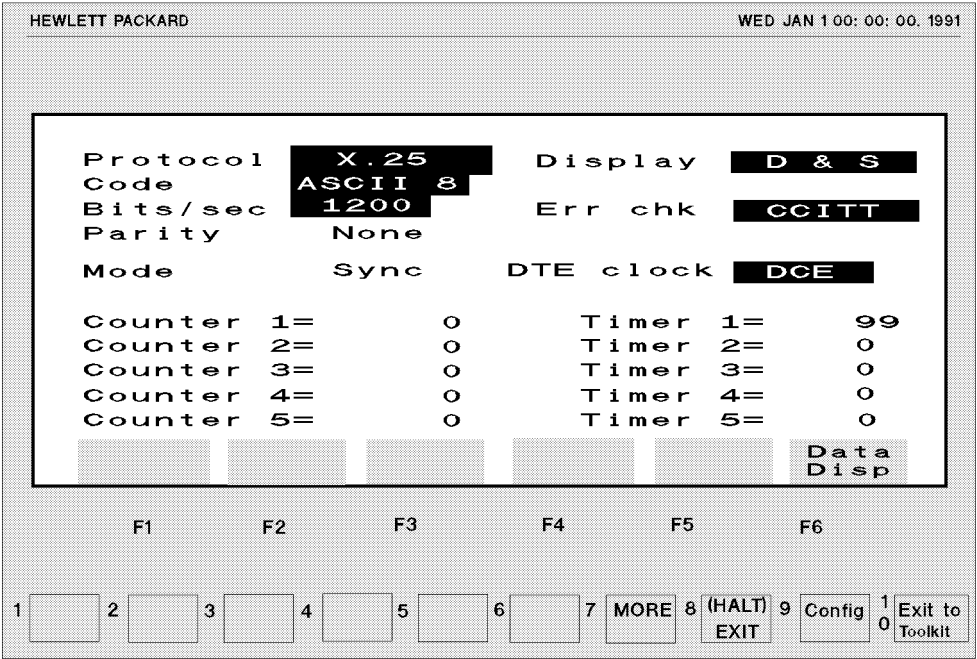 HEWLETT PACKARD WED JAN 1 00: 00: 00. 1991
Protocol X.25 Display D & S
Code ASCII 8
Bits/sec 1200 Err chk CCITT
Parity None
Mode Sync DTE clock DCE
Counter 1= 0 Timer 1= 99
Counter 2= 0 Timer 2= 0
Counter 3= 0 Timer 3= 0
Counter 4= 0 Timer 4= 0
Counter 5= 0 Timer 5= 0
Data
Disp
F1 F2 F3 F4 F5 F6
1 2 3 4 5 6 7 MORE 8 (HALT) EXIT 9 Config 10 Exit to Toolkit